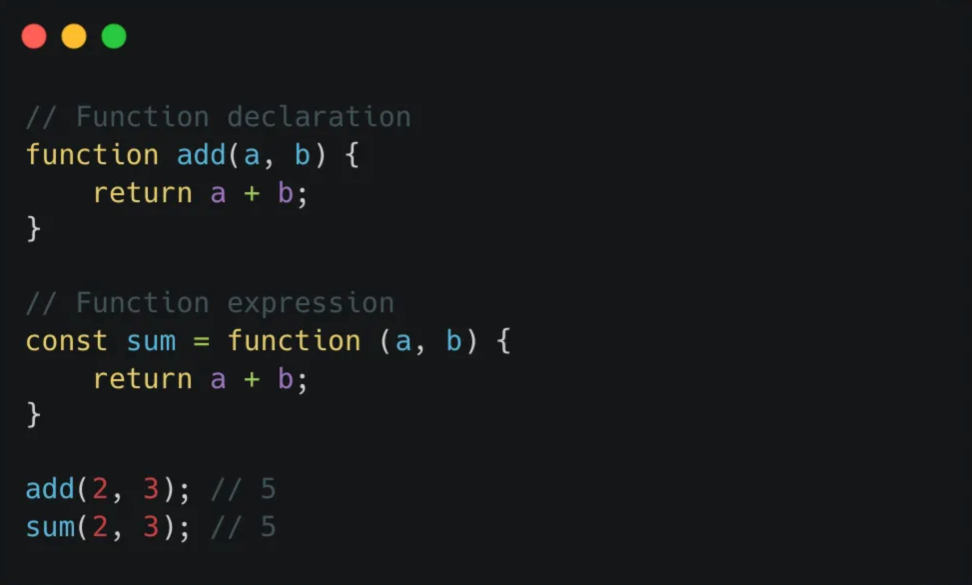 // Function declaration
function add(a, b) {
    return a + b;
}
// Function expression
const sum = function (a, b) {
    return a + b;
}
add(2, 3); // 5
sum(2, 3); // 5